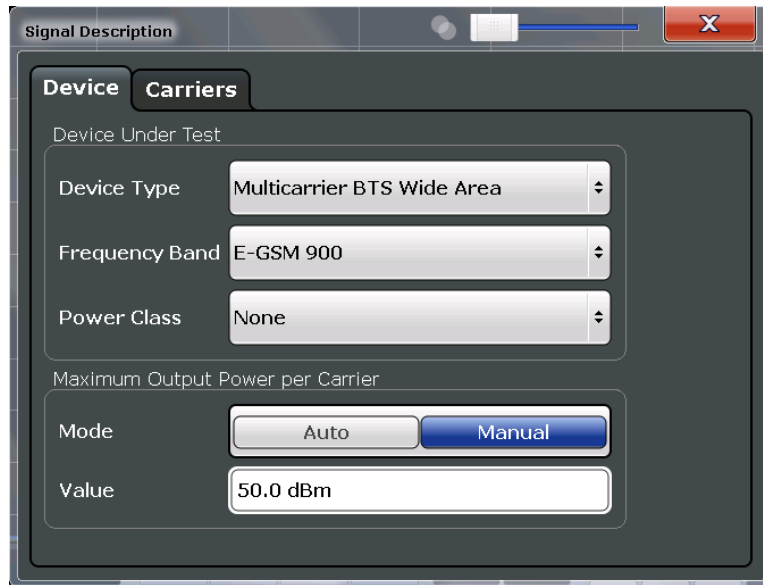 Signal Description
X
Device Carriers
Device Under Test
Device Type Multicarrier BTS Wide Area
Frequency Band E-GSM 900
Power Class None
Maximum Output Power per Carrier
Mode Auto Manual
Value 50.0 dBm